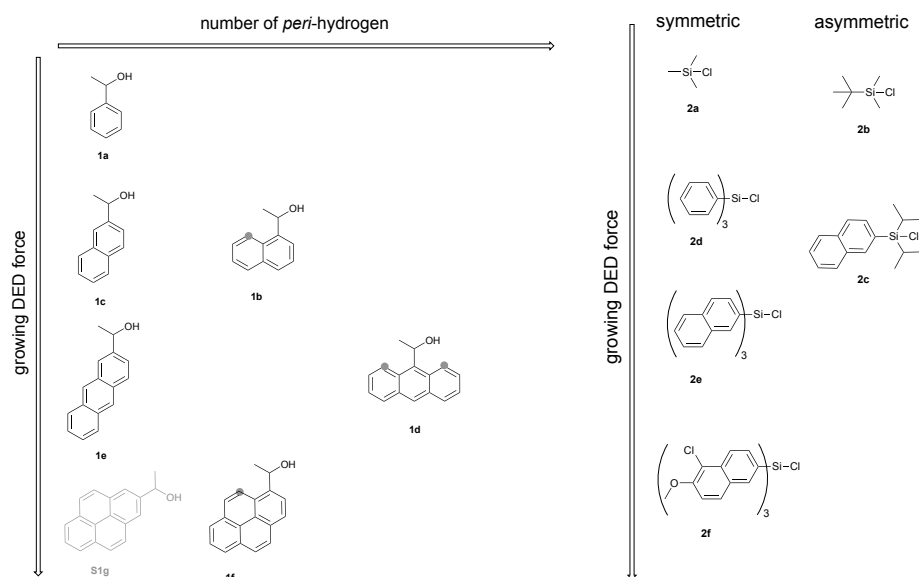 number of peri-hydrogen
symmetric
asymmetric
growing DED force
growing DED force
OH
1a
Si
Cl
2a
Si
Cl
2b
OH
1c
OH
1b
Si
Cl
3
2d
Si
Cl
2c
OH
1e
OH
1d
Si
Cl
3
2e
OH
S1g
OH
1f
Cl
O
Si
Cl
3
2f